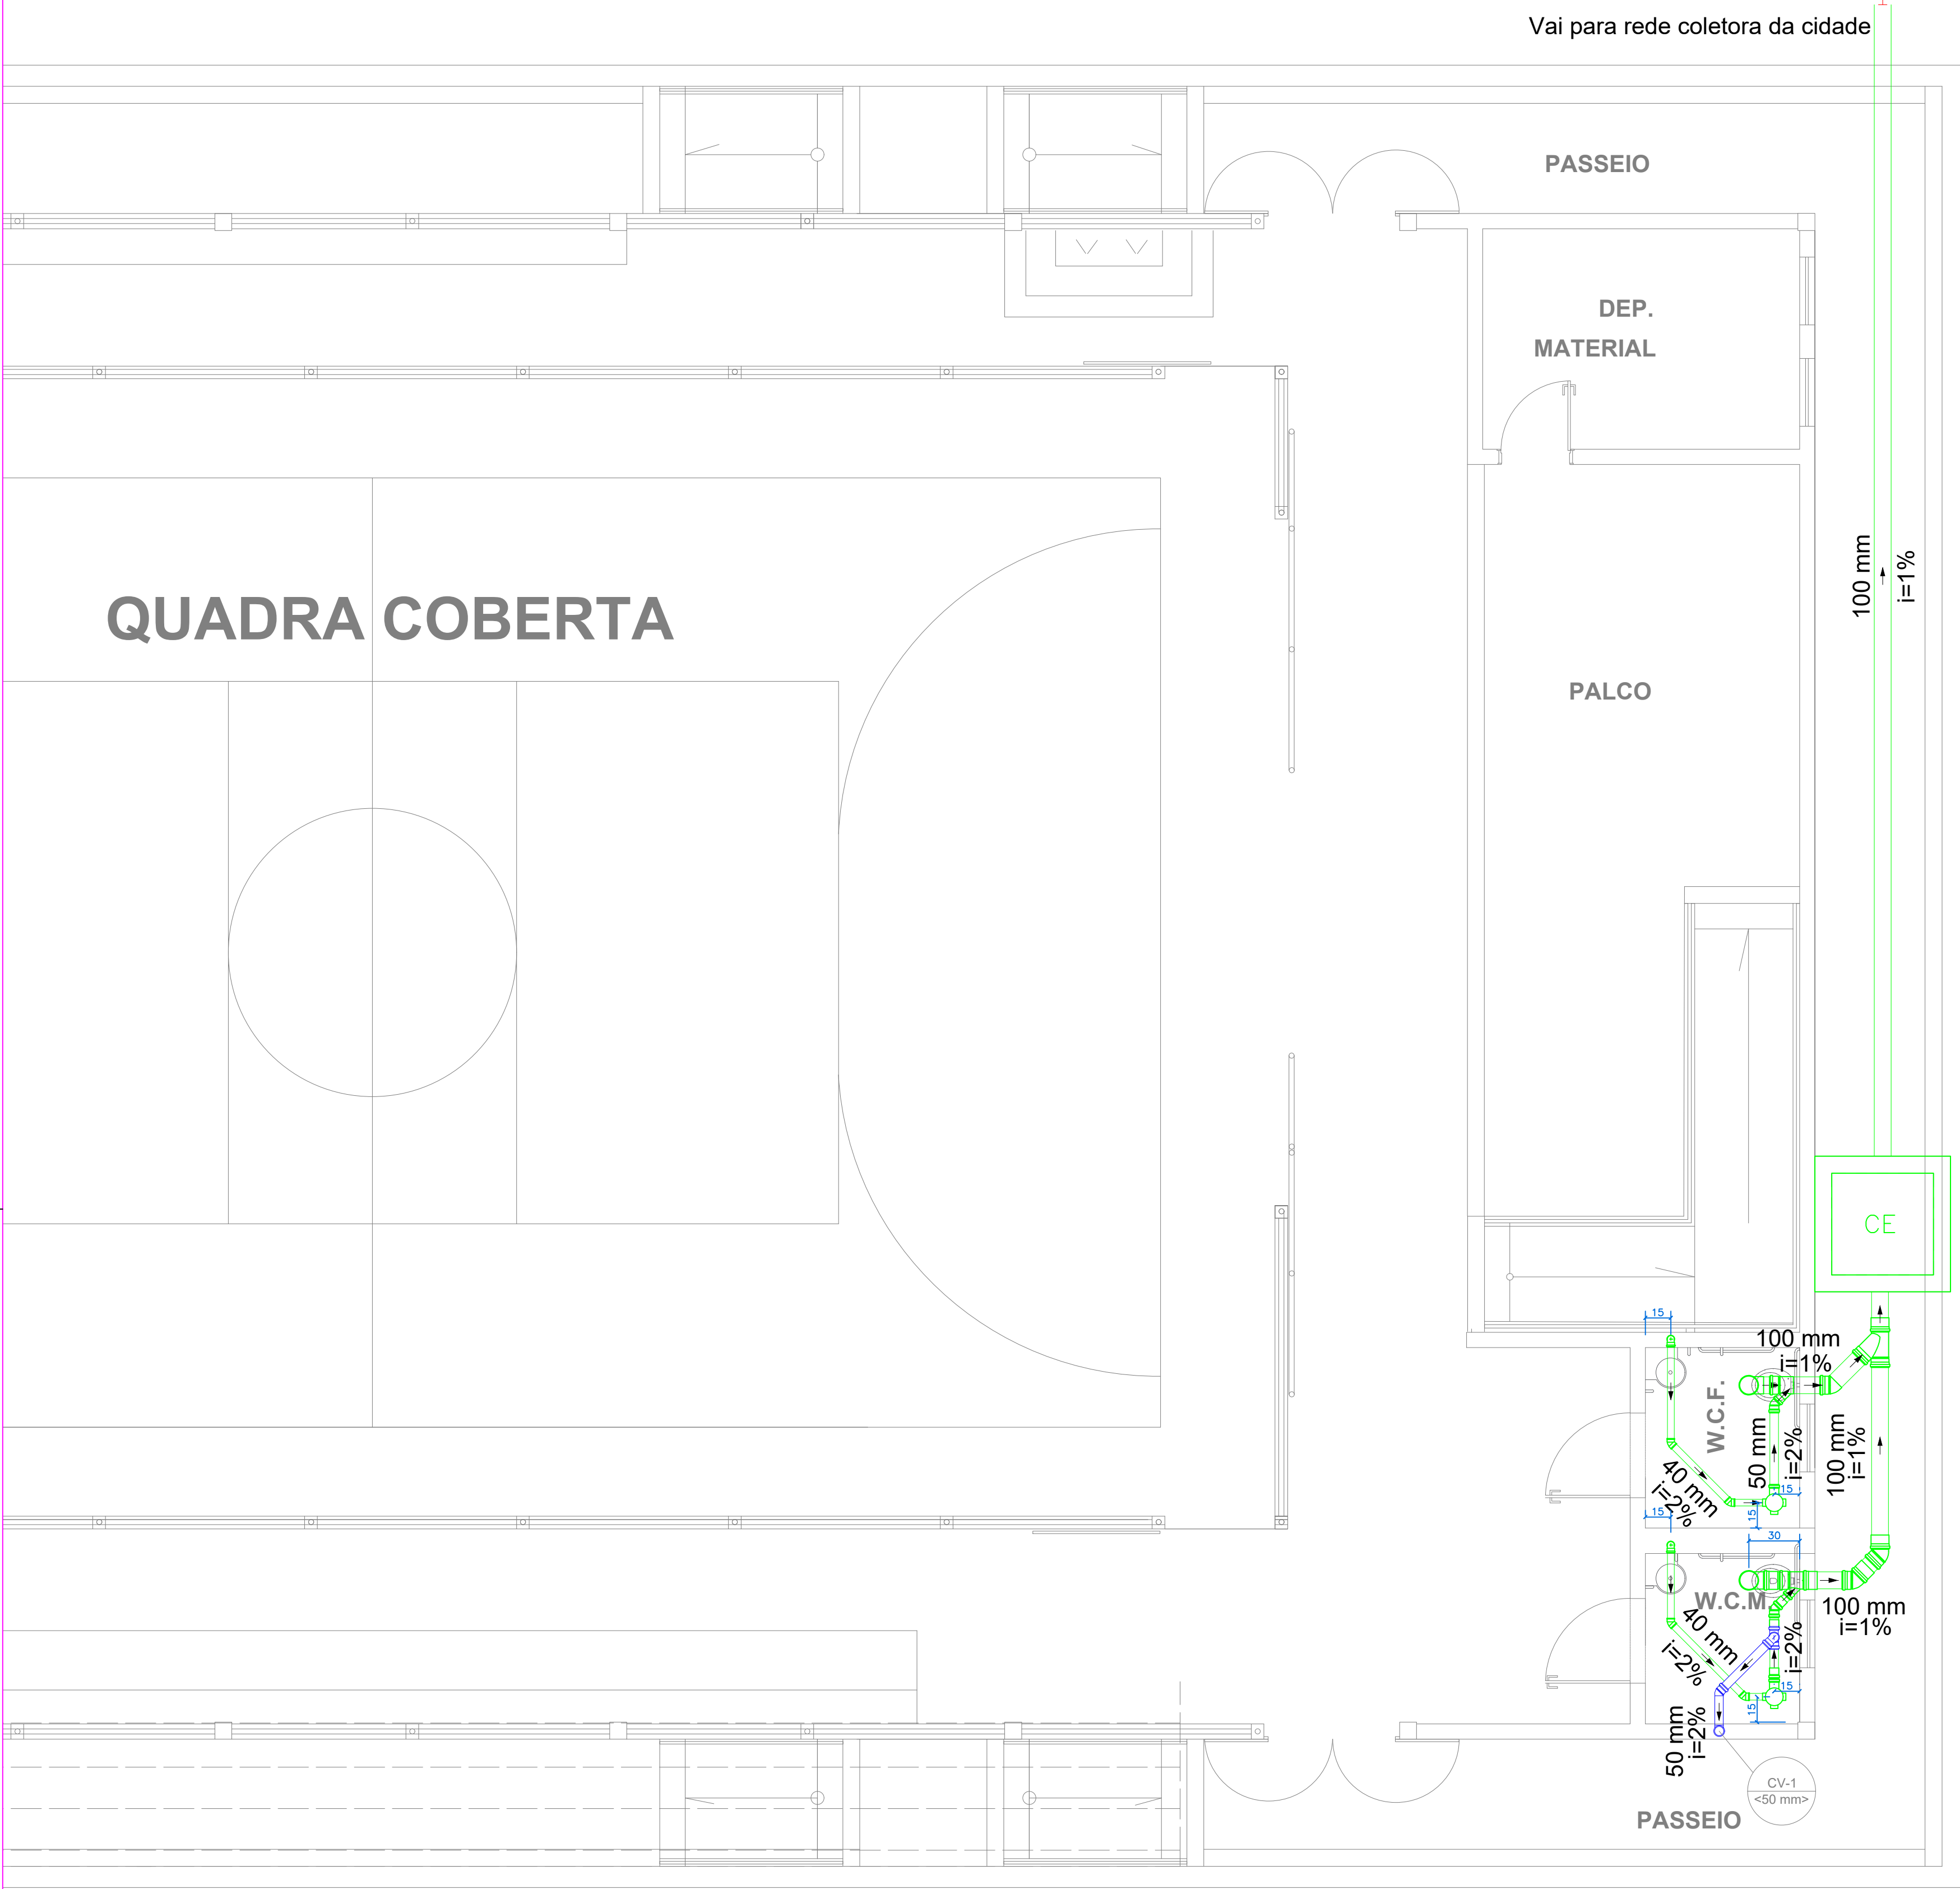 Vai para rede coletora da cidade
PASSEIO
DEP.
MATERIAL
100 mm
i=1%
QUADRA COBERTA
PALCO
CE
15
100 mm
i=1%
W.C.F.
50 mm
i=2%
100 mm
i=1%
40 mm
i=2%
15
15
15
30
W.C.M.
100 mm
i=1%
40 mm
i=2%
i=2%
15
15
50 mm
i=2%
CV-1
<50 mm>
PASSEIO